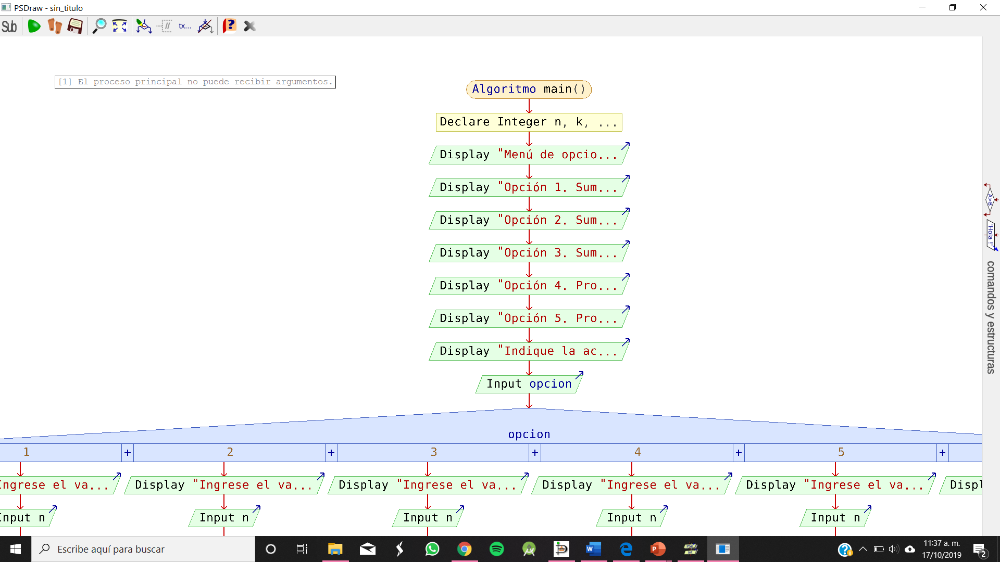 PSDraw - sin_titulo
Sub
tx...
[1] El proceso principal no puede recibir argumentos.
Algoritmo main()
Declare Integer n, k, ...
Display "Menú de opcio...
Display "Opción 1. Sum...
Display "Opción 2. Sum...
Display "Opción 3. Sum...
Display "Opción 4. Pro...
Display "Opción 5. Pro...
Display "Indique la ac...
Input opcion
opcion
1 + 2 + 3 + 4 + 5 +
Ingrese el va... Display "Ingrese el va... Display "Ingrese el va... Display "Ingrese el va... Display "Ingrese el va... Displ
Input n Input n Input n Input n Input n
A>B
'Hola !'
comandos y estructuras
Escribe aquí para buscar
11:37 a. m.
17/10/2019
2